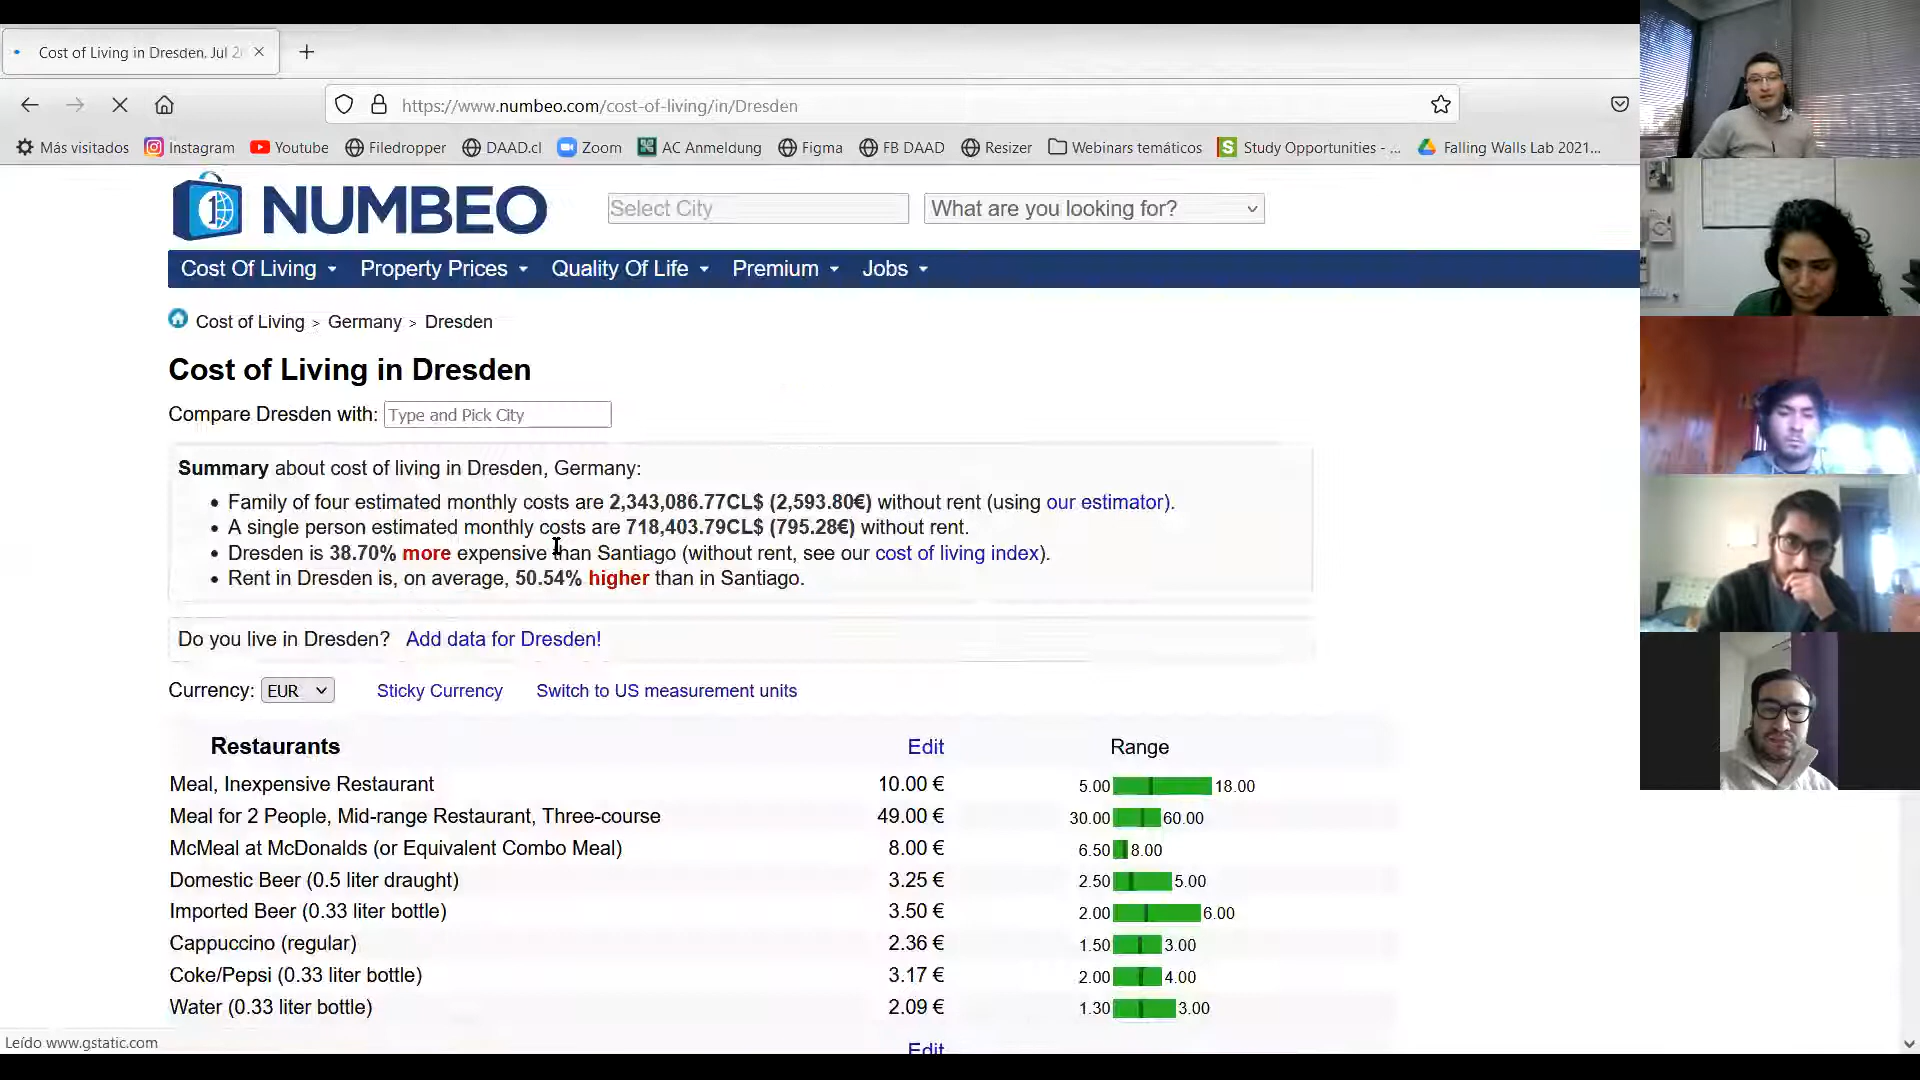 Cost of Living in Dresden. Jul 2
https://www.numbeo.com/cost-of-living/in/Dresden
Más visitados Instagram Youtube Filedropper DAAD.cl Zoom AC Anmeldung Figma FB DAAD Resizer Webinars temáticos Study Opportunities - ... Falling Walls Lab 2021...
NUMBEO Select City What are you looking for?
Cost Of Living Property Prices Quality Of Life Premium Jobs
Cost of Living > Germany > Dresden
Cost of Living in Dresden
Compare Dresden with: Type and Pick City
Summary about cost of living in Dresden, Germany:
• Family of four estimated monthly costs are 2,343,086.77CL$ (2,593.80€) without rent (using our estimator).
• A single person estimated monthly costs are 718,403.79CL$ (795.28€) without rent.
• Dresden is 38.70% more expensive than Santiago (without rent, see our cost of living index).
• Rent in Dresden is, on average, 50.54% higher than in Santiago.
Do you live in Dresden? Add data for Dresden!
Currency: EUR Sticky Currency Switch to US measurement units
Restaurants Edit Range
Meal, Inexpensive Restaurant 10.00 € 5.00 18.00
Meal for 2 People, Mid-range Restaurant, Three-course 49.00 € 30.00 60.00
McMeal at McDonalds (or Equivalent Combo Meal) 8.00 € 6.50 8.00
Domestic Beer (0.5 liter draught) 3.25 € 2.50 5.00
Imported Beer (0.33 liter bottle) 3.50 € 2.00 6.00
Cappuccino (regular) 2.36 € 1.50 3.00
Coke/Pepsi (0.33 liter bottle) 3.17 € 2.00 4.00
Water (0.33 liter bottle) 2.09 € 1.30 3.00
Leído www.gstatic.com
Edit